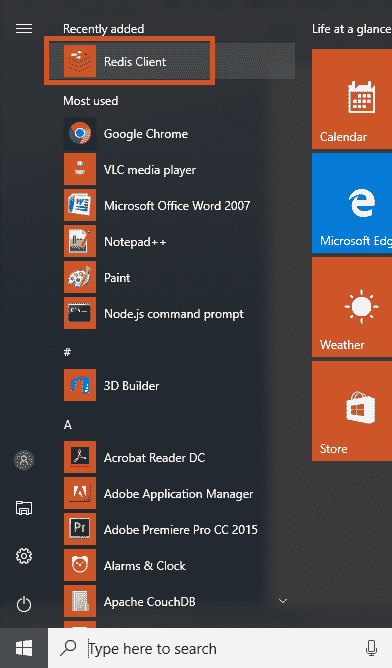 Recently added
Life at a glance
Redis Client
Most used
Google Chrome
VLC media player
Microsoft Office Word 2007
Notepad++
Paint
Node.js command prompt
#
3D Builder
A
Acrobat Reader DC
Adobe Application Manager
Adobe Premiere Pro CC 2015
Alarms & Clock
Apache CouchDB
Calendar
Microsoft Edg
Weather
Store
Type here to search